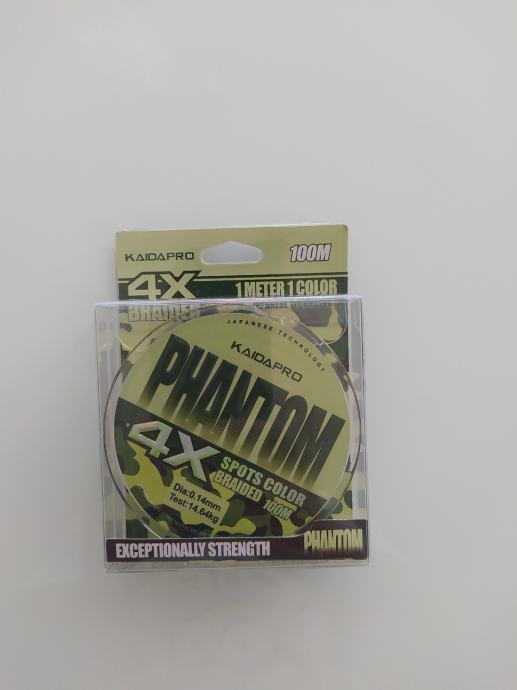 KAIDAPRO
100M
4X
BRAIDED
1 METER 1 COLOR
JAPANESE TECHNOLOGY
KAIDAPRO
PHANTOM
4X
SPOTS COLOR
BRAIDED 100M
Dia:0.14mm
Test:14,64kg
EXCEPTIONALLY STRENGTH
PHANTOM